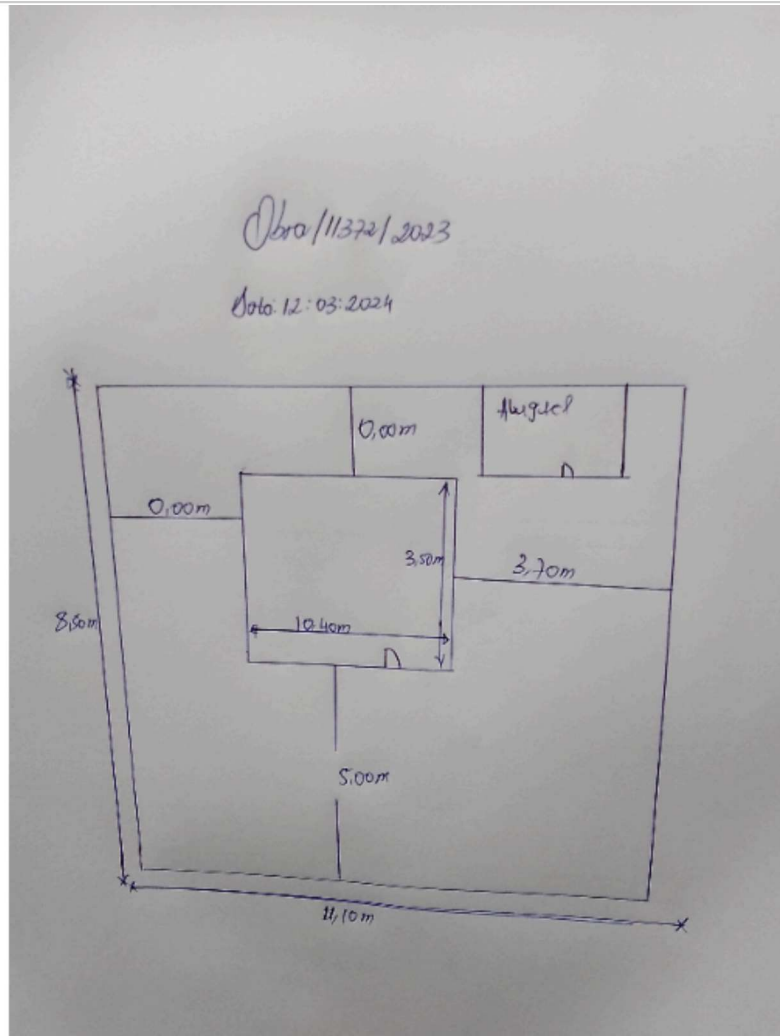 Obra/11372/2023
Data: 12:03:2024
0,00m
Aluguel
0,00m
3,50m
3,70m
8,50m
10,40m
5,00m
11,10m